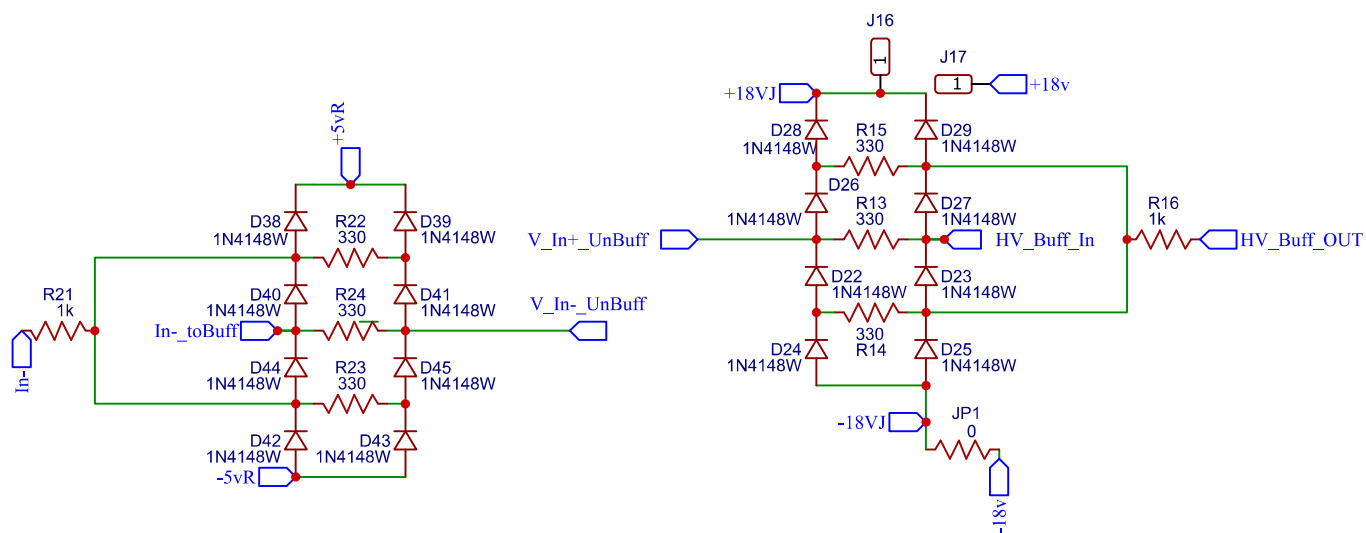 J16
1
J17
1
+18v
+18VJ
D28
1N4148W
R15
330
D29
1N4148W
+5vR
D26
1N4148W
R13
330
D27
1N4148W
R16
1k
D38
1N4148W
R22
330
D39
1N4148W
V_In+_UnBuff
HV_Buff_In
HV_Buff_OUT
D22
1N4148W
D23
1N4148W
R21
1k
D40
1N4148W
R24
330
D41
1N4148W
V_In-_UnBuff
In-_toBuff
330
R14
D24
1N4148W
D25
1N4148W
In-
D44
1N4148W
R23
330
D45
1N4148W
-18VJ
JP1
0
D42
1N4148W
D43
1N4148W
-5vR
-18v